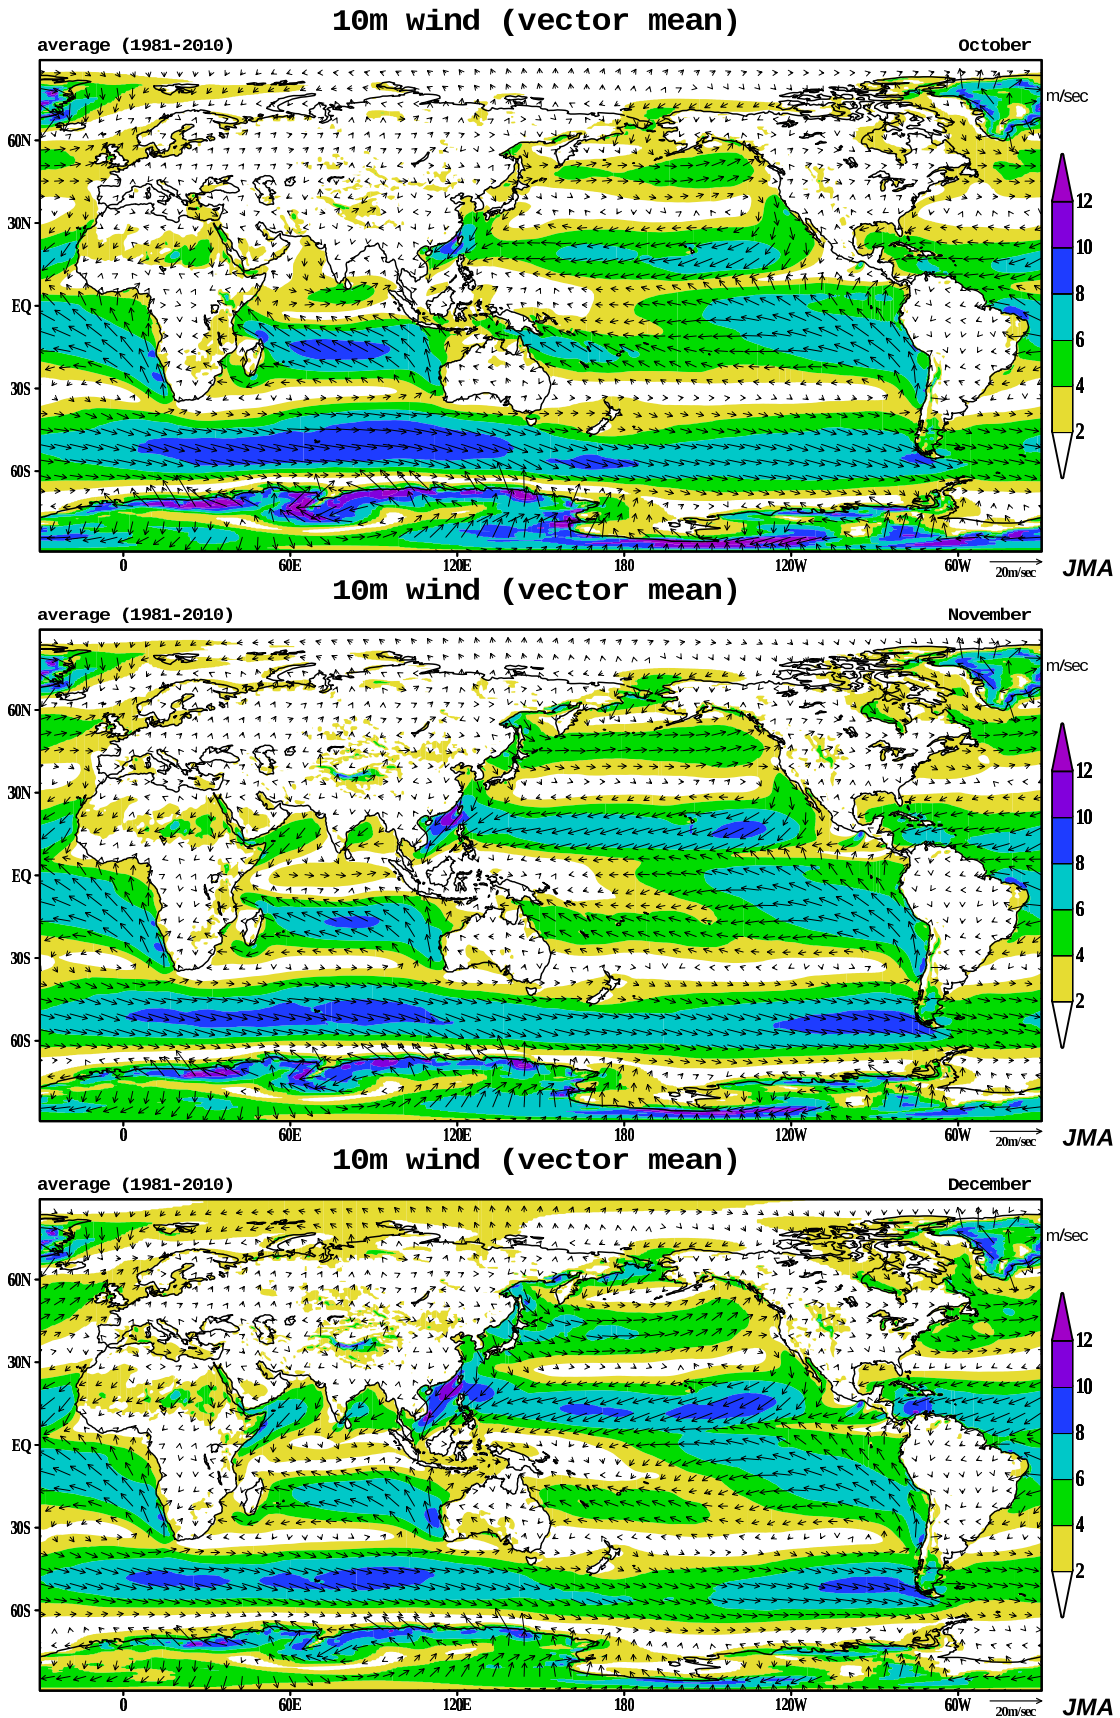 10m wind (vector mean)
average (1981-2010) October
m/sec
60N
30N
EQ
30S
60S
0 60E 120E 180 120W 60W
12
10
8
6
4
2
20m/sec
JMA
10m wind (vector mean)
average (1981-2010) November
m/sec
60N
30N
EQ
30S
60S
0 60E 120E 180 120W 60W
12
10
8
6
4
2
20m/sec
JMA
10m wind (vector mean)
average (1981-2010) December
m/sec
60N
30N
EQ
30S
60S
0 60E 120E 180 120W 60W
12
10
8
6
4
2
20m/sec
JMA